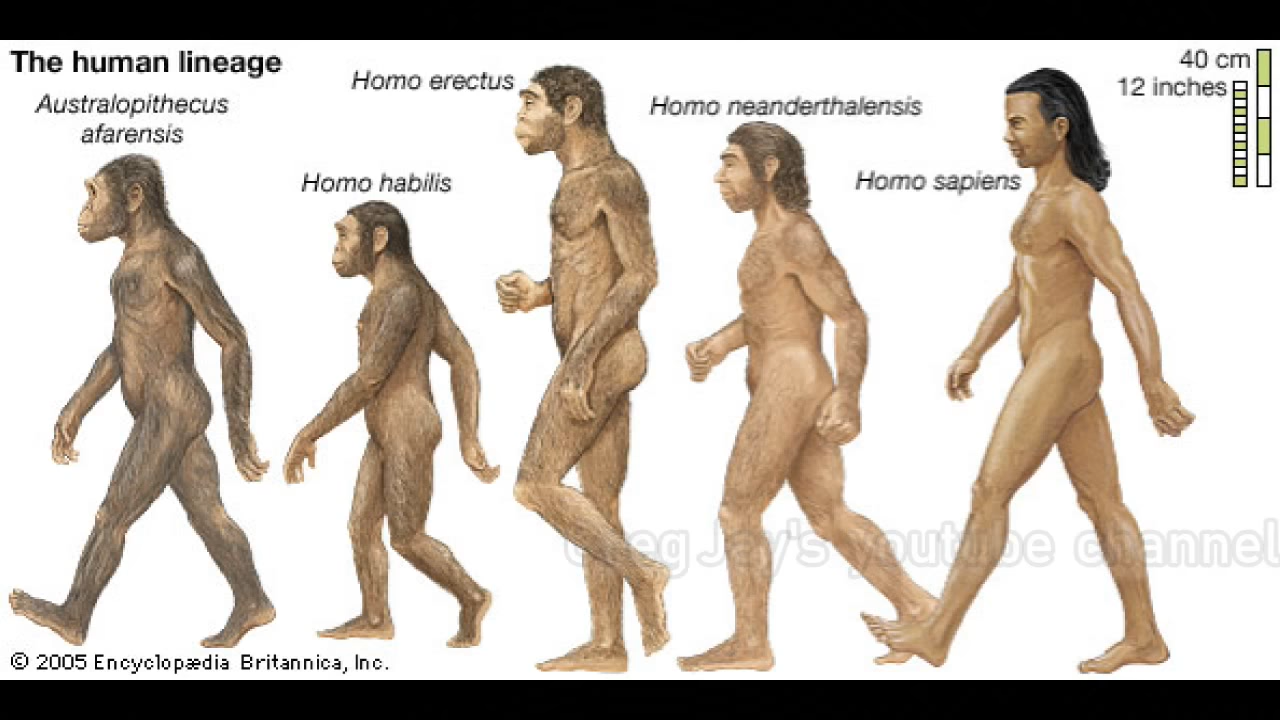 The human lineage
Australopithecus
afarensis
Homo habilis
Homo erectus
Homo neanderthalensis
Homo sapiens
40 cm
12 inches
Greg Jay's youtube channel
© 2005 Encyclopædia Britannica, Inc.